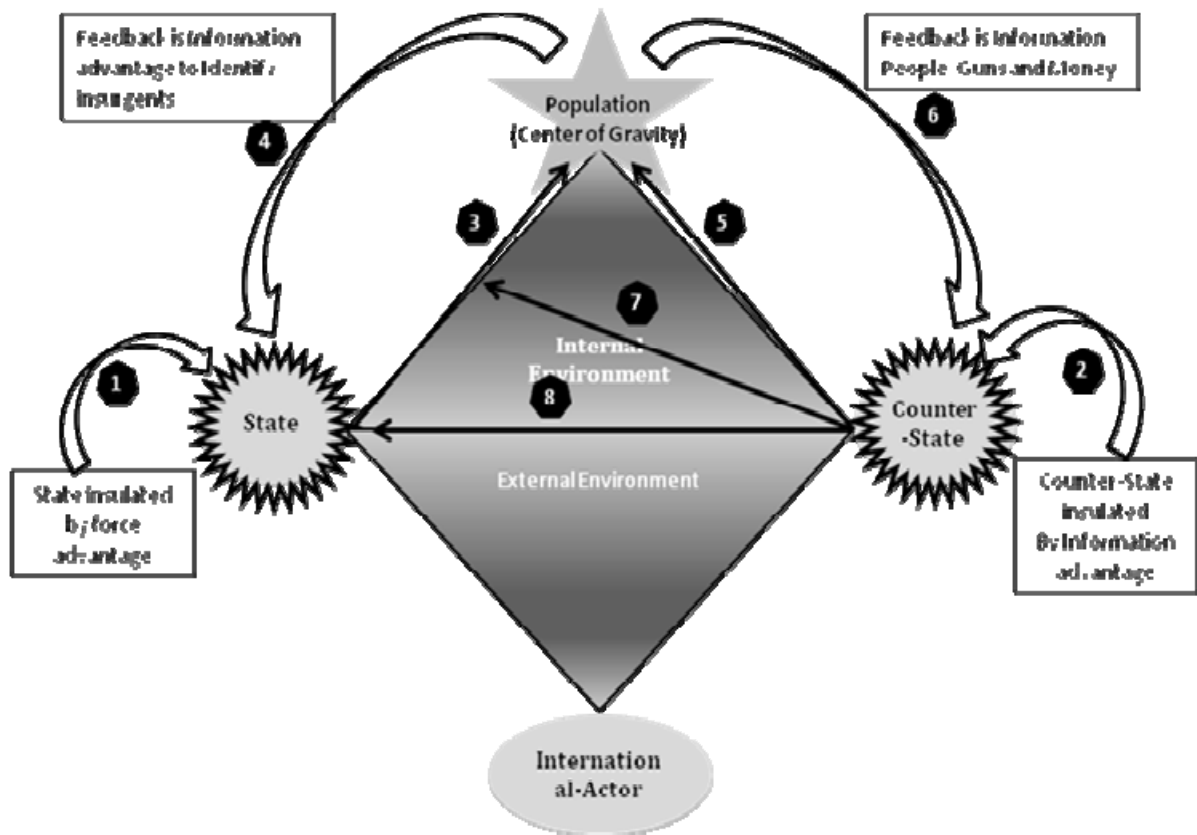 Feedback is Information
advantage to Identify
insurgents
Feedback is Information
People Guns and Money
Population
(Center of Gravity)
4
6
3
5
7
Internal
Environment
1
2
8
State
Counter
-State
External Environment
State insulated
by force
advantage
Counter-State
insulated
By Information
advantage
Internation
al-Actor